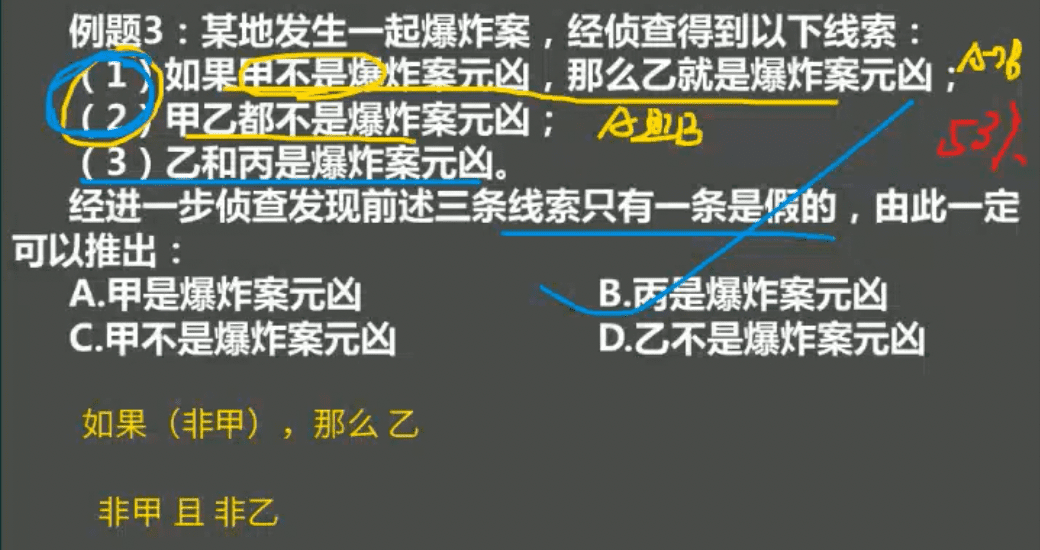 例题3：某地发生一起爆炸案，经侦查得到以下线索：
（1）如果甲不是爆炸案元凶，那么乙就是爆炸案元凶； A→B
（2）甲乙都不是爆炸案元凶； A且B
53%
（3）乙和丙是爆炸案元凶。
经进一步侦查发现前述三条线索只有一条是假的，由此一定
可以推出：
A.甲是爆炸案元凶 B.丙是爆炸案元凶
C.甲不是爆炸案元凶 D.乙不是爆炸案元凶
如果（非甲），那么 乙
非甲 且 非乙